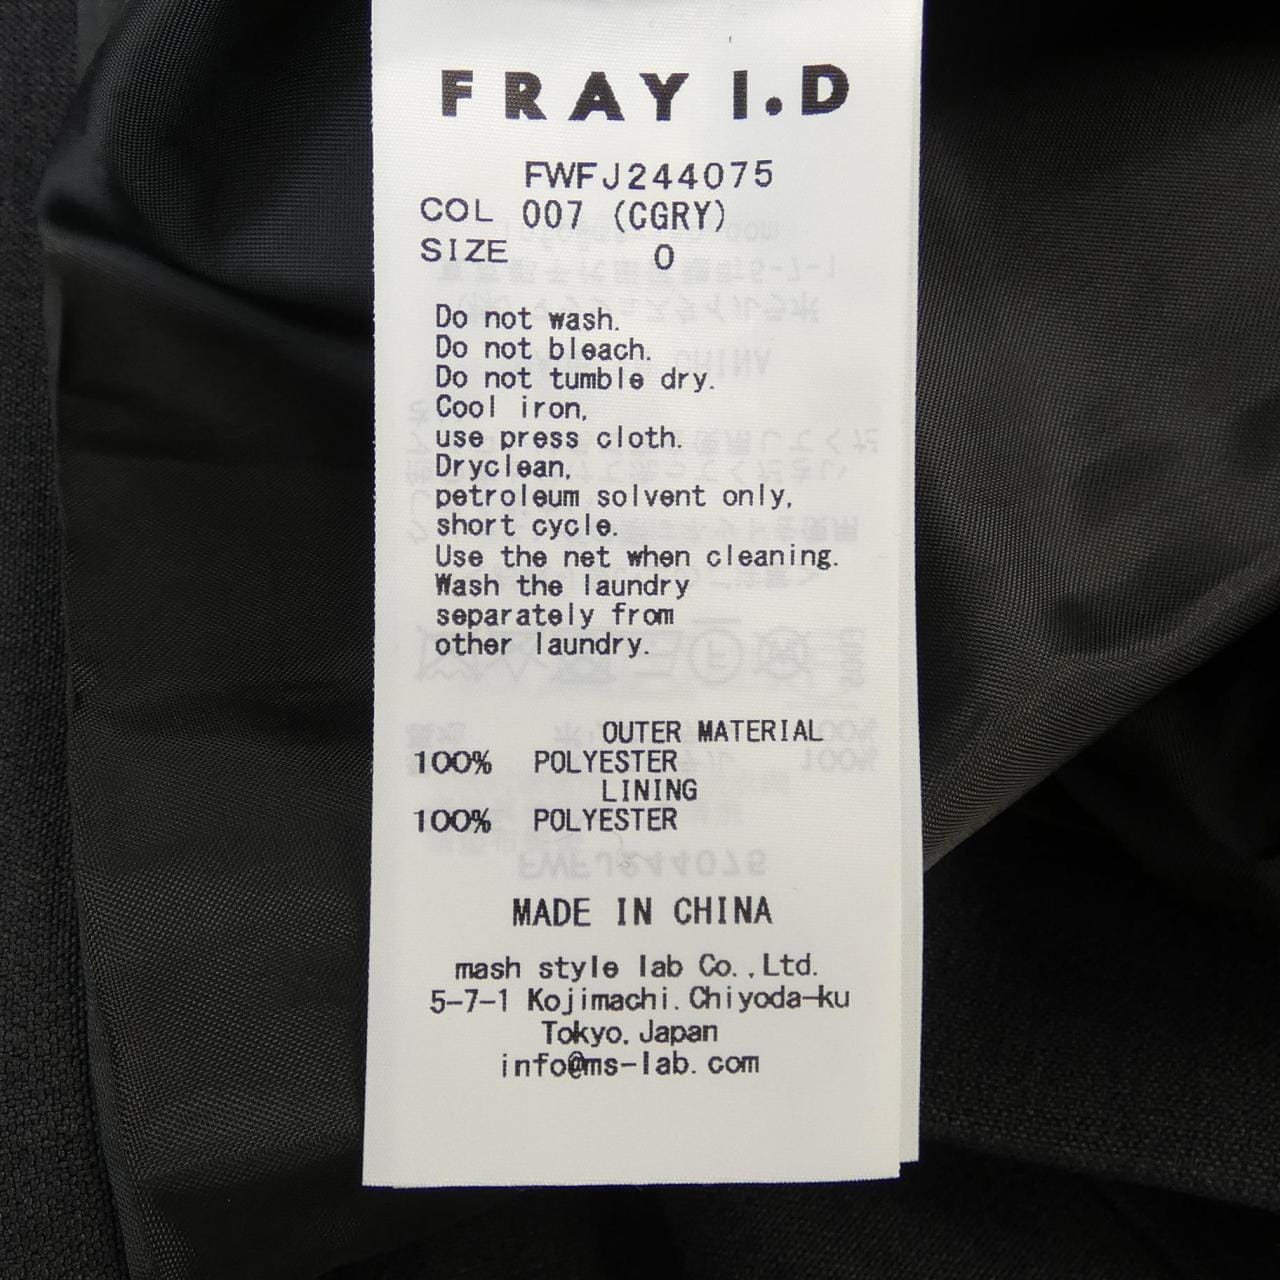 FRAY I.D
FWFJ244075
COL 007 (CGRY)
SIZE 0
Do not wash.
Do not bleach.
Do not tumble dry.
Cool iron,
use press cloth.
Dryclean,
petroleum solvent only,
short cycle.
Use the net when cleaning.
Wash the laundry
separately from
other laundry.
OUTER MATERIAL
100% POLYESTER
LINING
100% POLYESTER
MADE IN CHINA
mash style lab Co.,Ltd.
5-7-1 Kojimachi. Chiyoda-ku
Tokyo. Japan
info@ms-lab.com